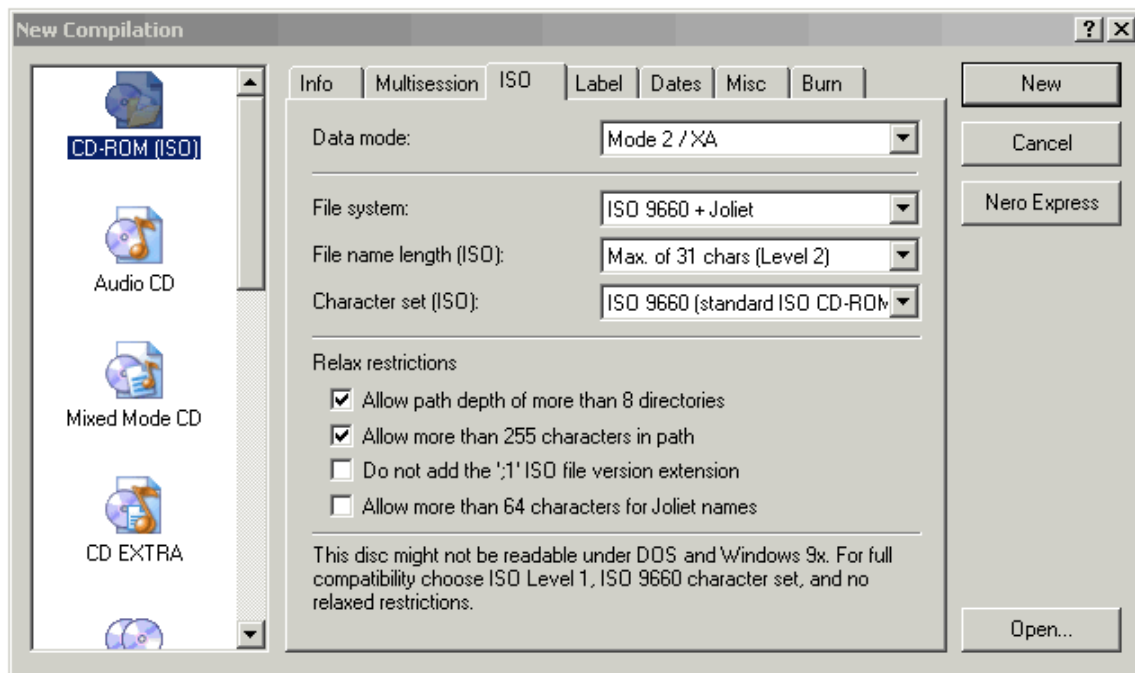 New Compilation
CD-ROM (ISO)
Audio CD
Mixed Mode CD
CD EXTRA
Info Multisession ISO Label Dates Misc Burn
Data mode: Mode 2 / XA
File system: ISO 9660 + Joliet
File name length (ISO): Max. of 31 chars (Level 2)
Character set (ISO): ISO 9660 (standard ISO CD-ROM
Relax restrictions
Allow path depth of more than 8 directories
Allow more than 255 characters in path
Do not add the ';1' ISO file version extension
Allow more than 64 characters for Joliet names
This disc might not be readable under DOS and Windows 9x. For full
compatibility choose ISO Level 1, ISO 9660 character set, and no
relaxed restrictions.
New
Cancel
Nero Express
Open...